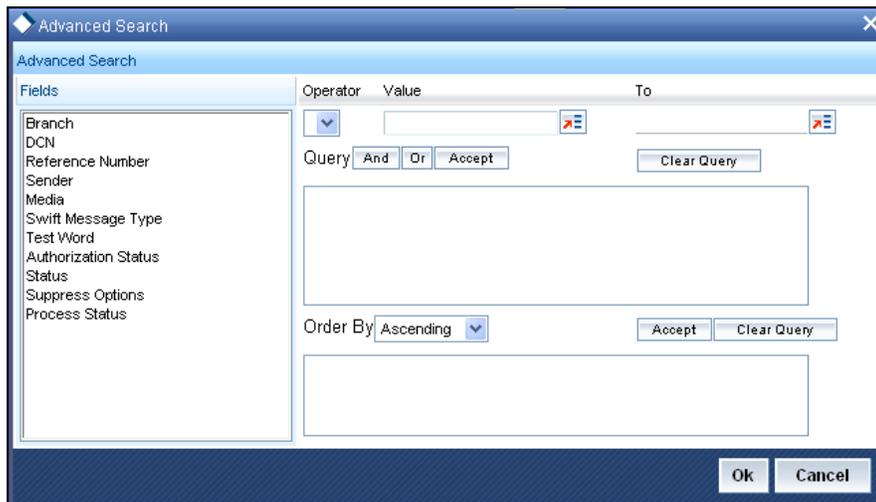 Advanced Search
Advanced Search
Fields
Operator Value To
Branch
DCN
Reference Number
Sender
Media
Swift Message Type
Test Word
Authorization Status
Status
Suppress Options
Process Status
Query And Or Accept Clear Query
Order By Ascending Accept Clear Query
Ok Cancel